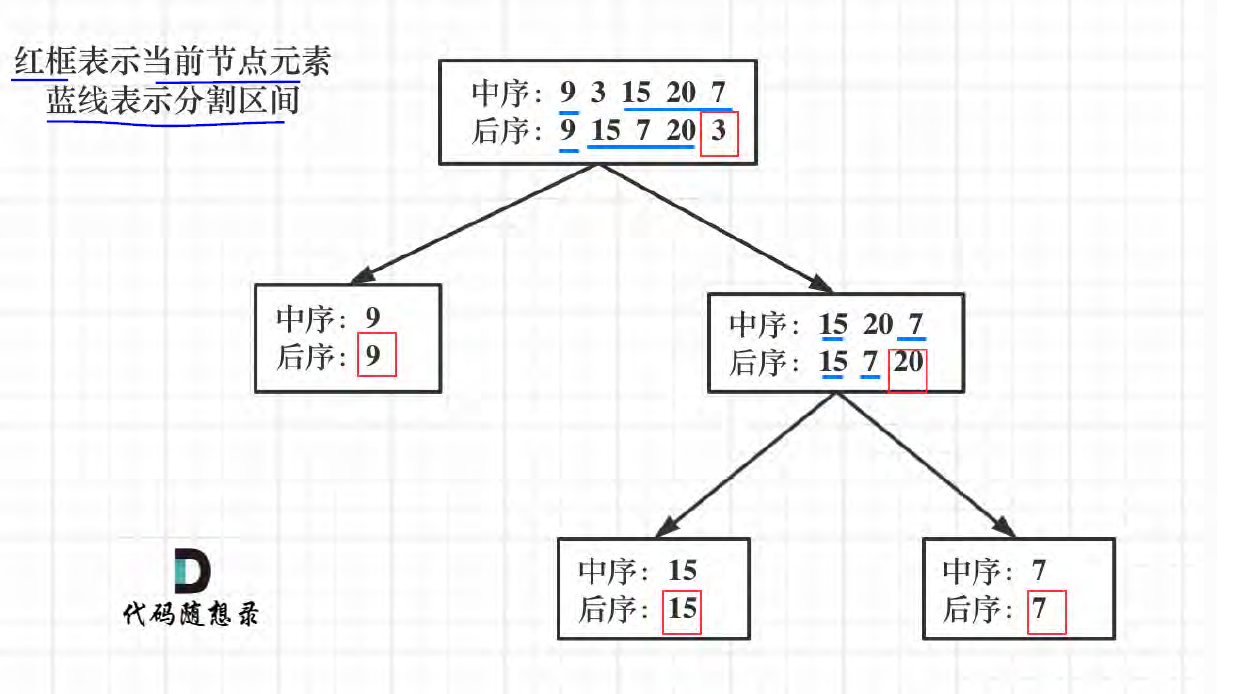 红框表示当前节点元素
蓝线表示分割区间
中序：9 3 15 20 7
后序：9 15 7 20 3
中序：9
后序：9
中序：15 20 7
后序：15 7 20
中序：15
后序：15
中序：7
后序：7
代码随想录